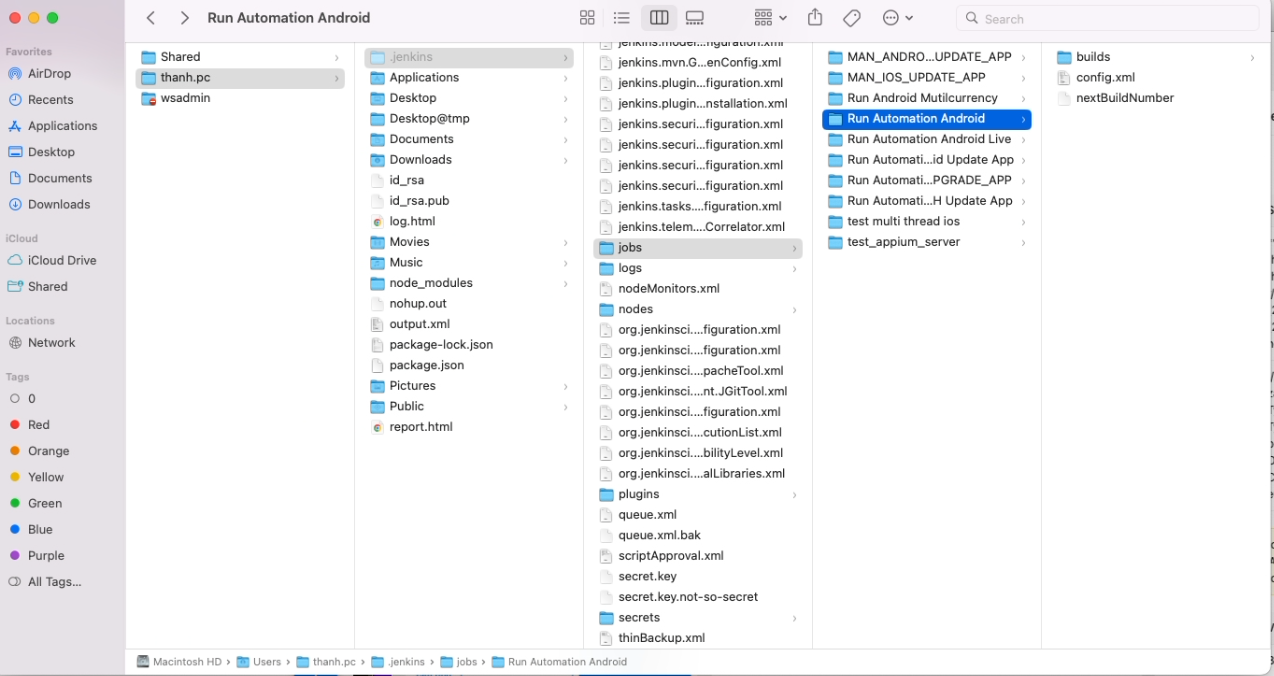 Run Automation Android
Search
Favorites
AirDrop
Recents
Applications
Desktop
Documents
Downloads
iCloud
iCloud Drive
Shared
Locations
Network
Tags
0
Red
Orange
Yellow
Green
Blue
Purple
All Tags...
Shared
thanh.pc
wsadmin
.jenkins
Applications
Desktop
Desktop@tmp
Documents
Downloads
id_rsa
id_rsa.pub
log.html
Movies
Music
node_modules
nohup.out
output.xml
package-lock.json
package.json
Pictures
Public
report.html
jenkins.model...nfiguration.xml
jenkins.mvn.G...enConfig.xml
jenkins.plugin...figuration.xml
jenkins.plugin...nstallation.xml
jenkins.securi...figuration.xml
jenkins.securi...figuration.xml
jenkins.securi...figuration.xml
jenkins.securi...figuration.xml
jenkins.tasks....figuration.xml
jenkins.telem....Correlator.xml
jobs
logs
nodeMonitors.xml
nodes
org.jenkinsci....figuration.xml
org.jenkinsci....figuration.xml
org.jenkinsci....pacheTool.xml
org.jenkinsci....nt.JGitTool.xml
org.jenkinsci....figuration.xml
org.jenkinsci....cutionList.xml
org.jenkinsci....bilityLevel.xml
org.jenkinsci....alLibraries.xml
plugins
queue.xml
queue.xml.bak
scriptApproval.xml
secret.key
secret.key.not-so-secret
secrets
thinBackup.xml
MAN_ANDRO...UPDATE_APP
MAN_IOS_UPDATE_APP
Run Android Mutilcurrency
Run Automation Android
Run Automation Android Live
Run Automati...id Update App
Run Automati...PGRADE_APP
Run Automati...H Update App
test multi thread ios
test_appium_server
builds
config.xml
nextBuildNumber
Macintosh HD › Users › thanh.pc › .jenkins › jobs › Run Automation Android